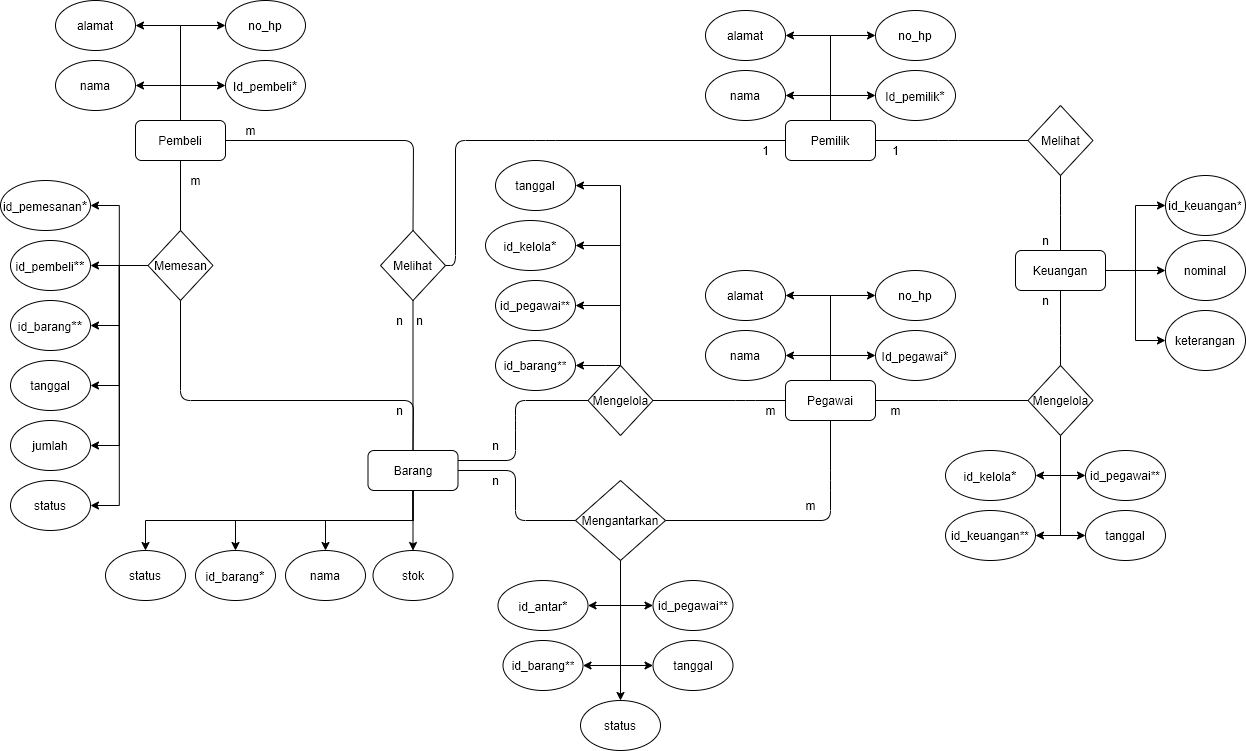 alamat
no_hp
nama
Id_pembeli*
Pembeli
m
m
id_pemesanan*
id_pembeli**
Memesan
id_barang**
tanggal
jumlah
status
n
Melihat
n
n
alamat
no_hp
nama
Id_pemilik*
1
Pemilik
1
Melihat
n
Keuangan
n
id_keuangan*
nominal
keterangan
tanggal
id_kelola*
id_pegawai**
id_barang**
Mengelola
n
m
alamat
no_hp
nama
Id_pegawai*
Pegawai
m
Mengelola
id_kelola*
id_pegawai**
id_keuangan**
tanggal
Barang
n
Mengantarkan
m
status
id_barang*
nama
stok
id_antar*
id_pegawai**
id_barang**
tanggal
status